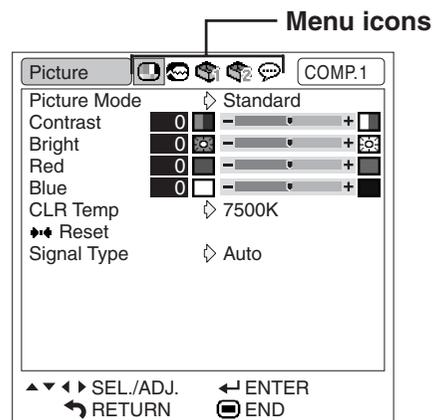 Menu icons
Picture COMP.1
Picture Mode Standard
Contrast 0 - +
Bright 0 - +
Red 0 - +
Blue 0 - +
CLR Temp 7500K
Reset
Signal Type Auto
SEL./ADJ. ENTER
RETURN END